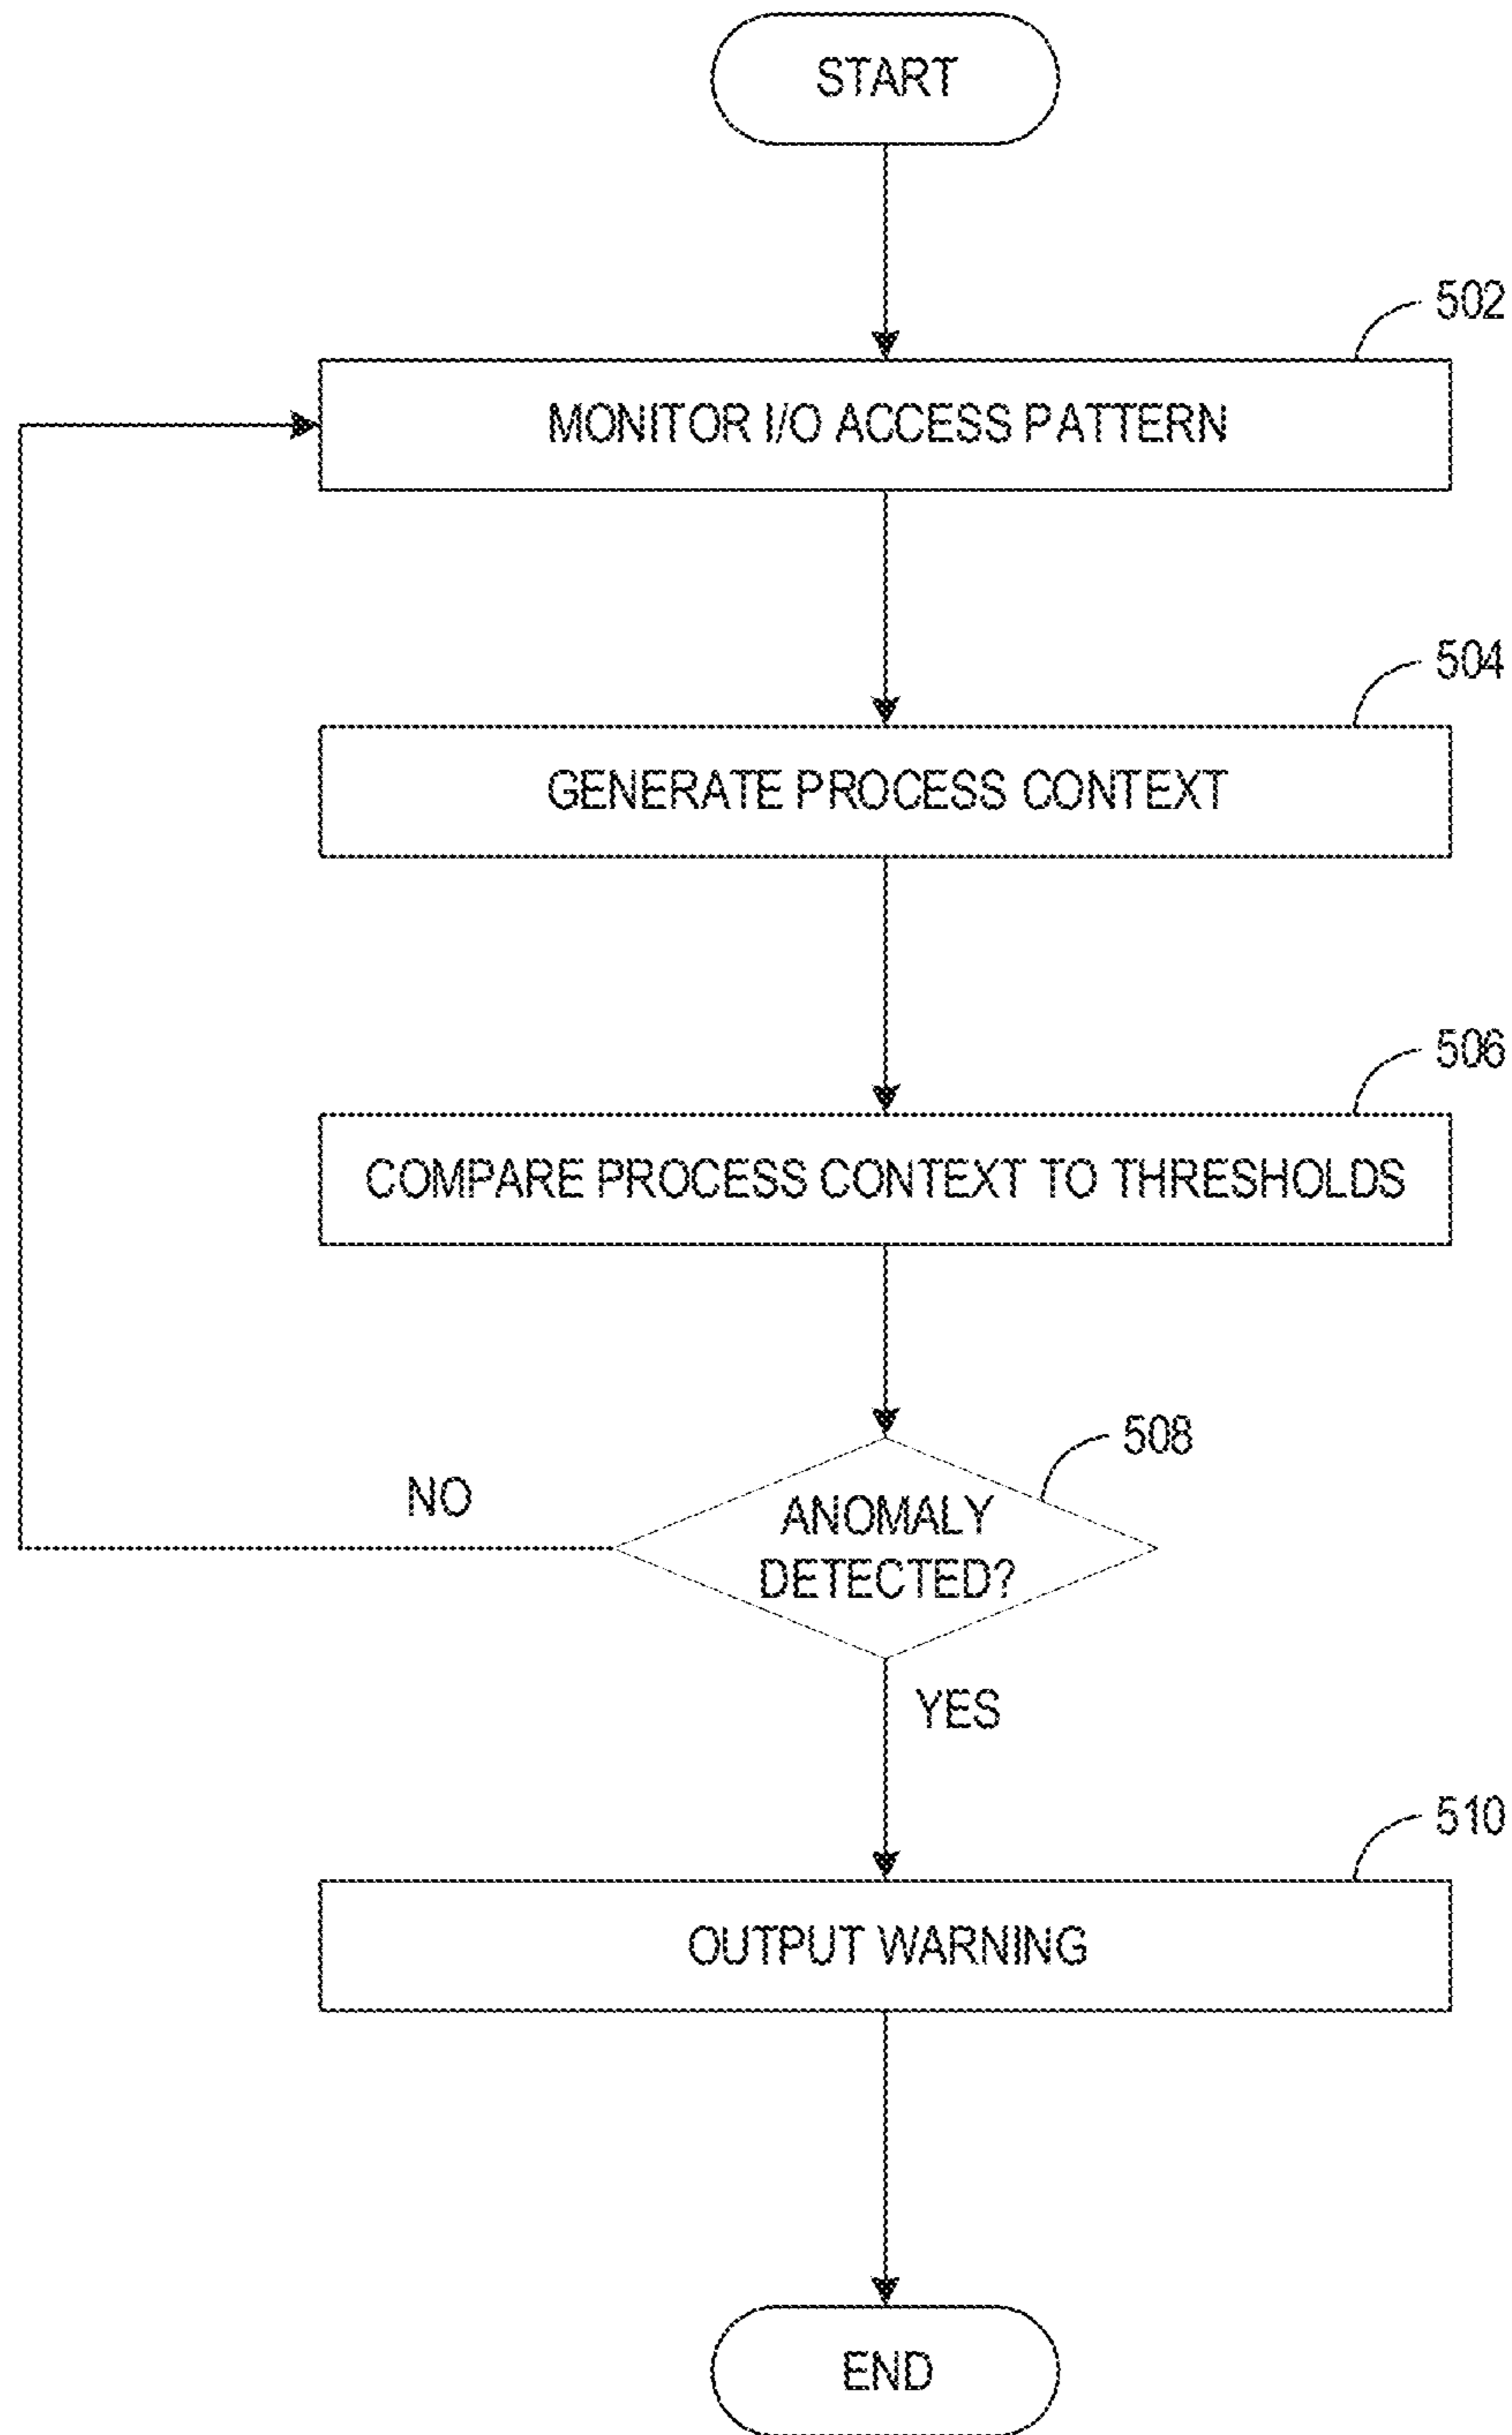 START
502
MONITOR I/O ACCESS PATTERN
504
GENERATE PROCESS CONTEXT
506
COMPARE PROCESS CONTEXT TO THRESHOLDS
508
NO
ANOMALY
DETECTED?
YES
510
OUTPUT WARNING
END